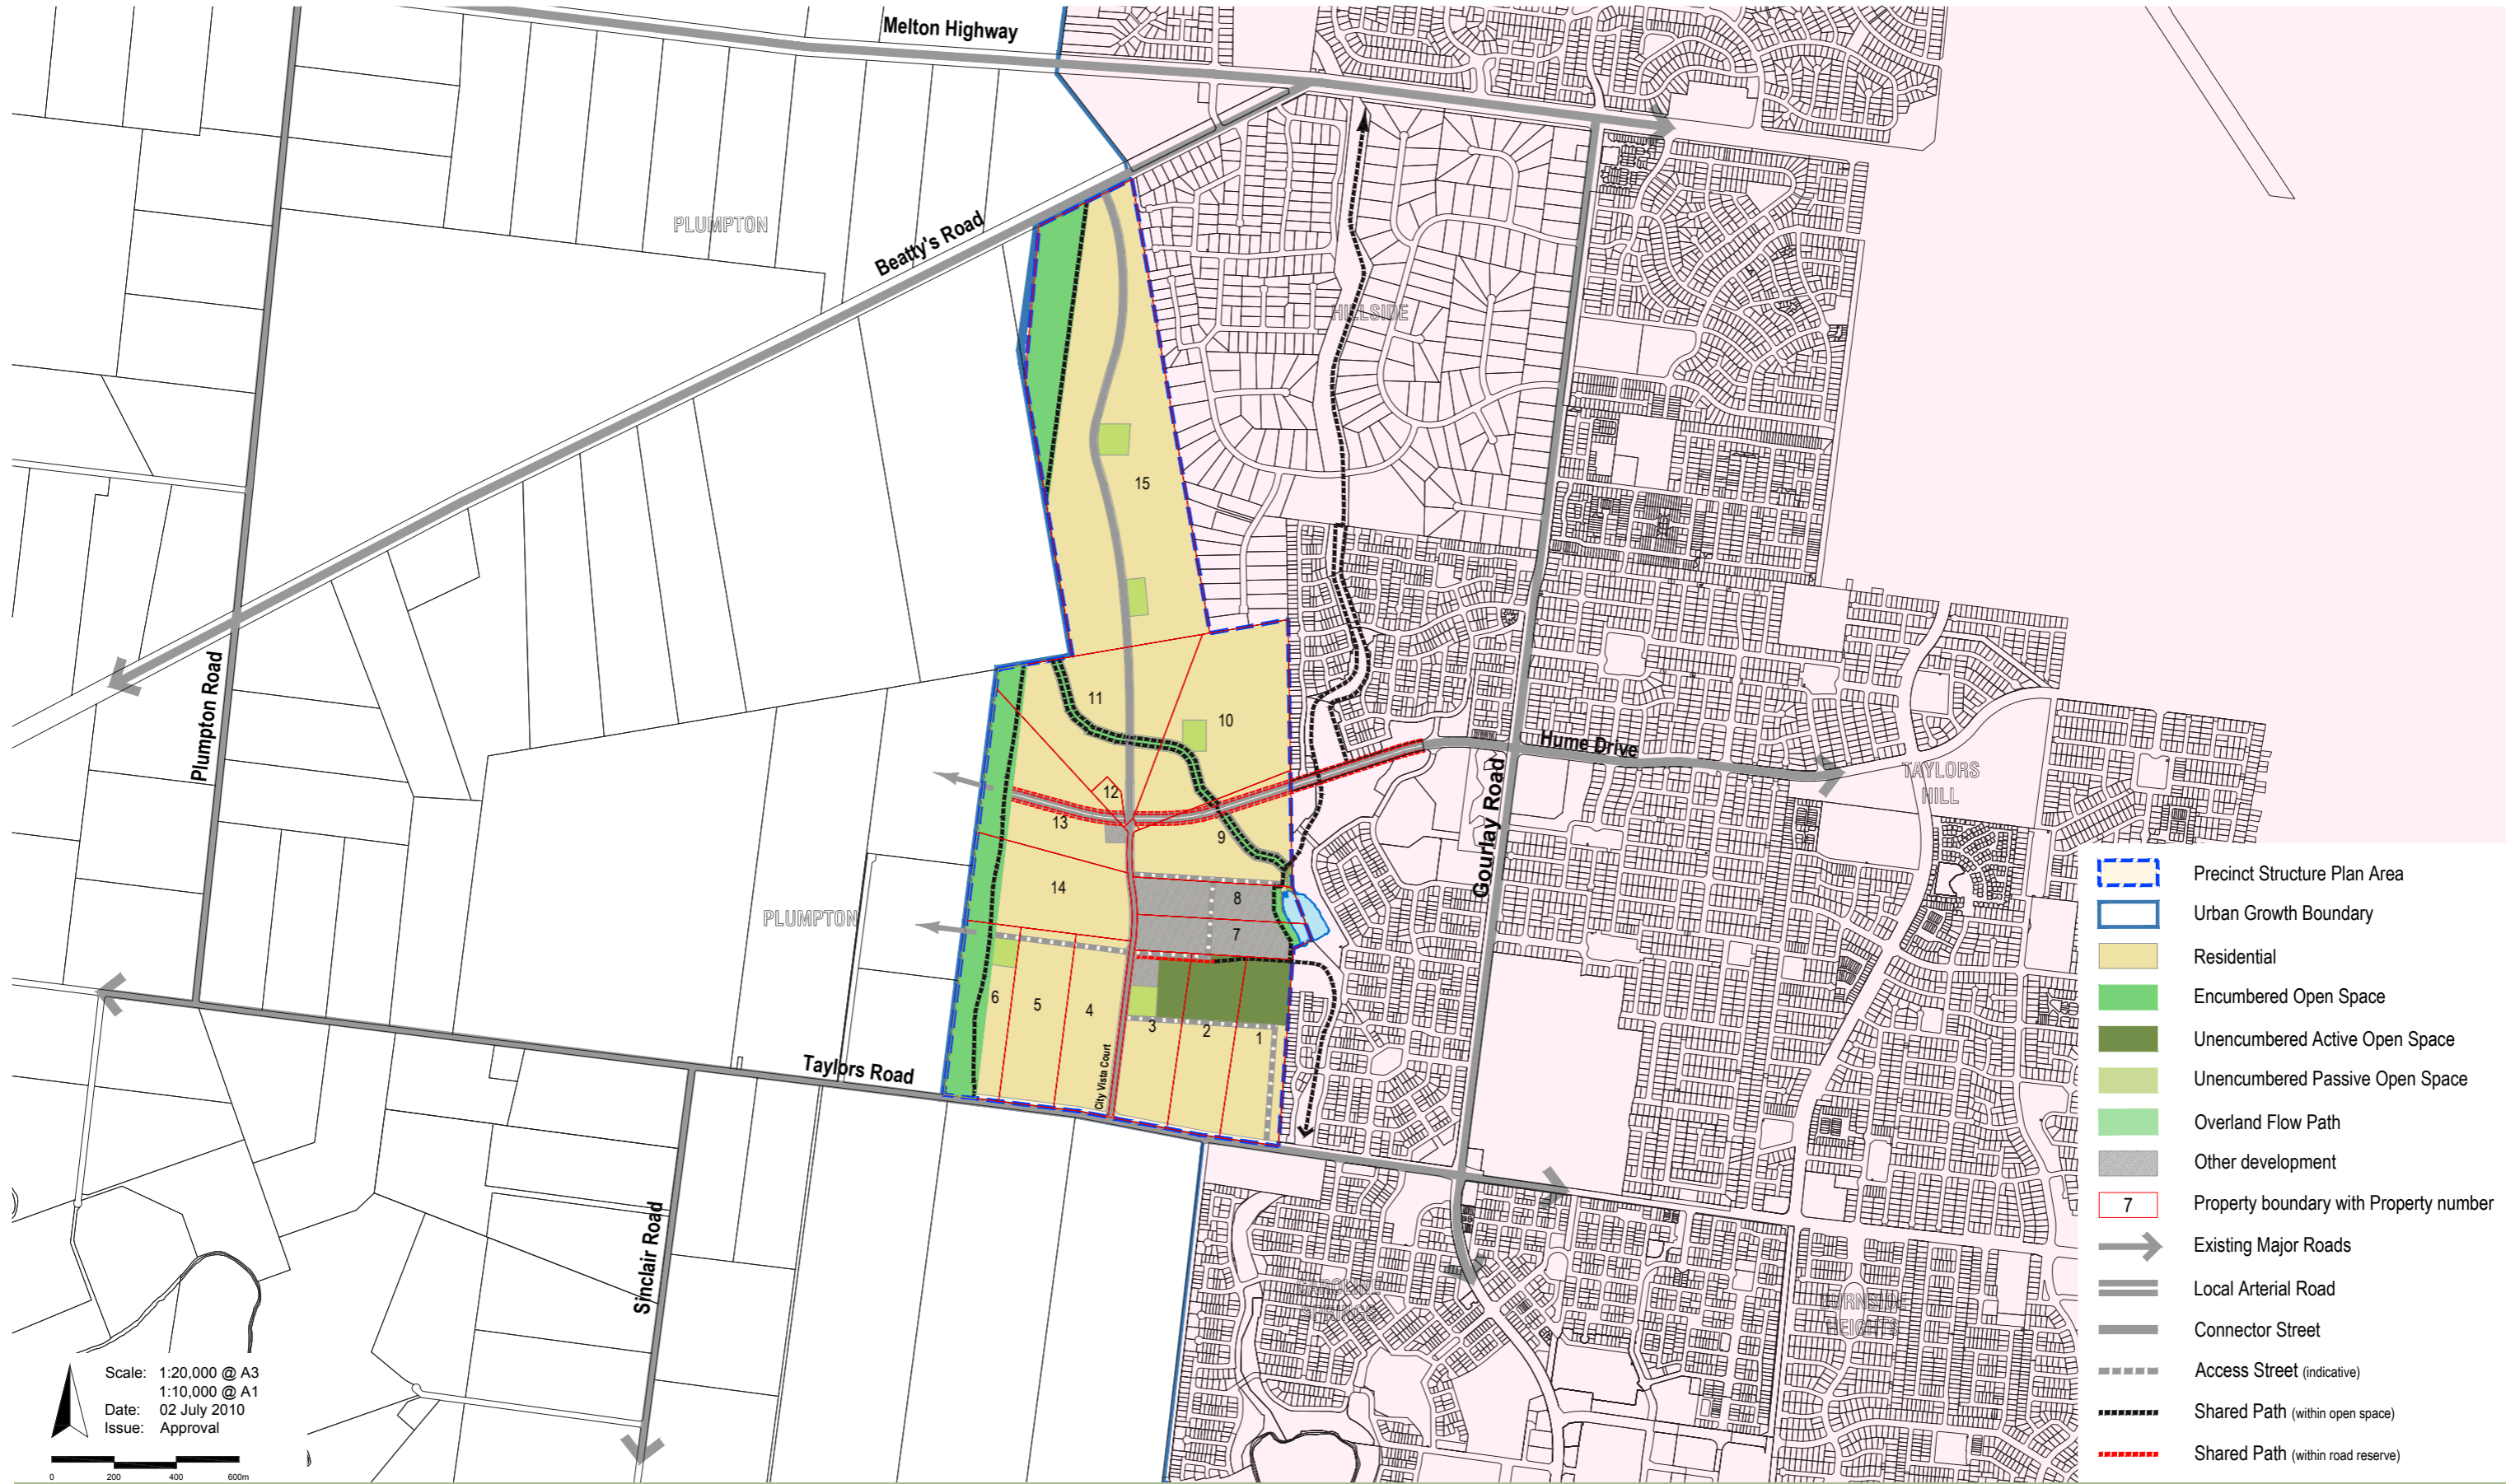 Melton Highway
PLUMPTON
Beatty's Road
HILLSIDE
15
11
10
Plumpton Road
12
13
9
Hume Drive
TAYLORS
HILL
Gourlay Road
14
8
7
PLUMPTON
6
5
4
3
2
1
City Vista Court
Taylors Road
Sinclair Road
CAROLINE
SPRINGS
BURNSIDE
HEIGHTS
Precinct Structure Plan Area
Urban Growth Boundary
Residential
Encumbered Open Space
Unencumbered Active Open Space
Unencumbered Passive Open Space
Overland Flow Path
Other development
7 Property boundary with Property number
Existing Major Roads
Local Arterial Road
Connector Street
Access Street (indicative)
Shared Path (within open space)
Shared Path (within road reserve)
Scale: 1:20,000 @ A3
1:10,000 @ A1
Date: 02 July 2010
Issue: Approval
0 200 400 600m